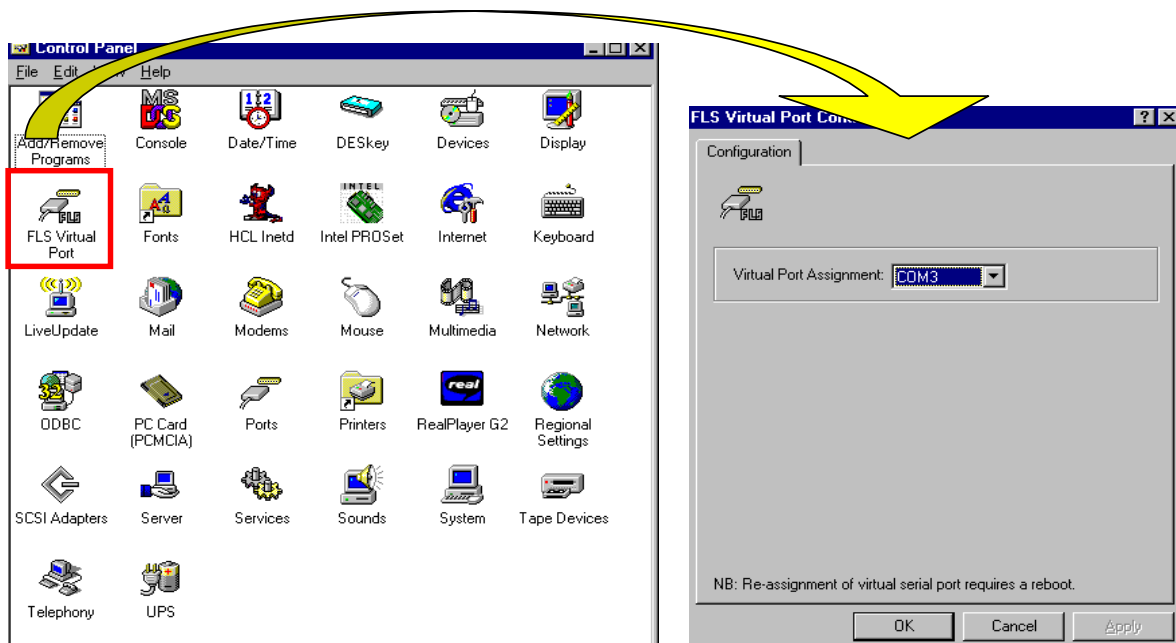 Control Panel
File Edit Help
Add/Remove Programs
Console
Date/Time
DESkey
Devices
Display
FLS
FLS Virtual Port
Fonts
HCL Inetd
INTEL
Intel PROSet
Internet
Keyboard
LiveUpdate
Mail
Modems
Mouse
Multimedia
Network
32
ODBC
PC Card (PCMCIA)
Ports
Printers
real
RealPlayer G2
Regional Settings
SCSI Adapters
Server
Services
Sounds
System
Tape Devices
Telephony
UPS
FLS Virtual Port
Configuration
FLS
Virtual Port Assignment: COM3
NB: Re-assignment of virtual serial port requires a reboot.
OK
Cancel
Apply